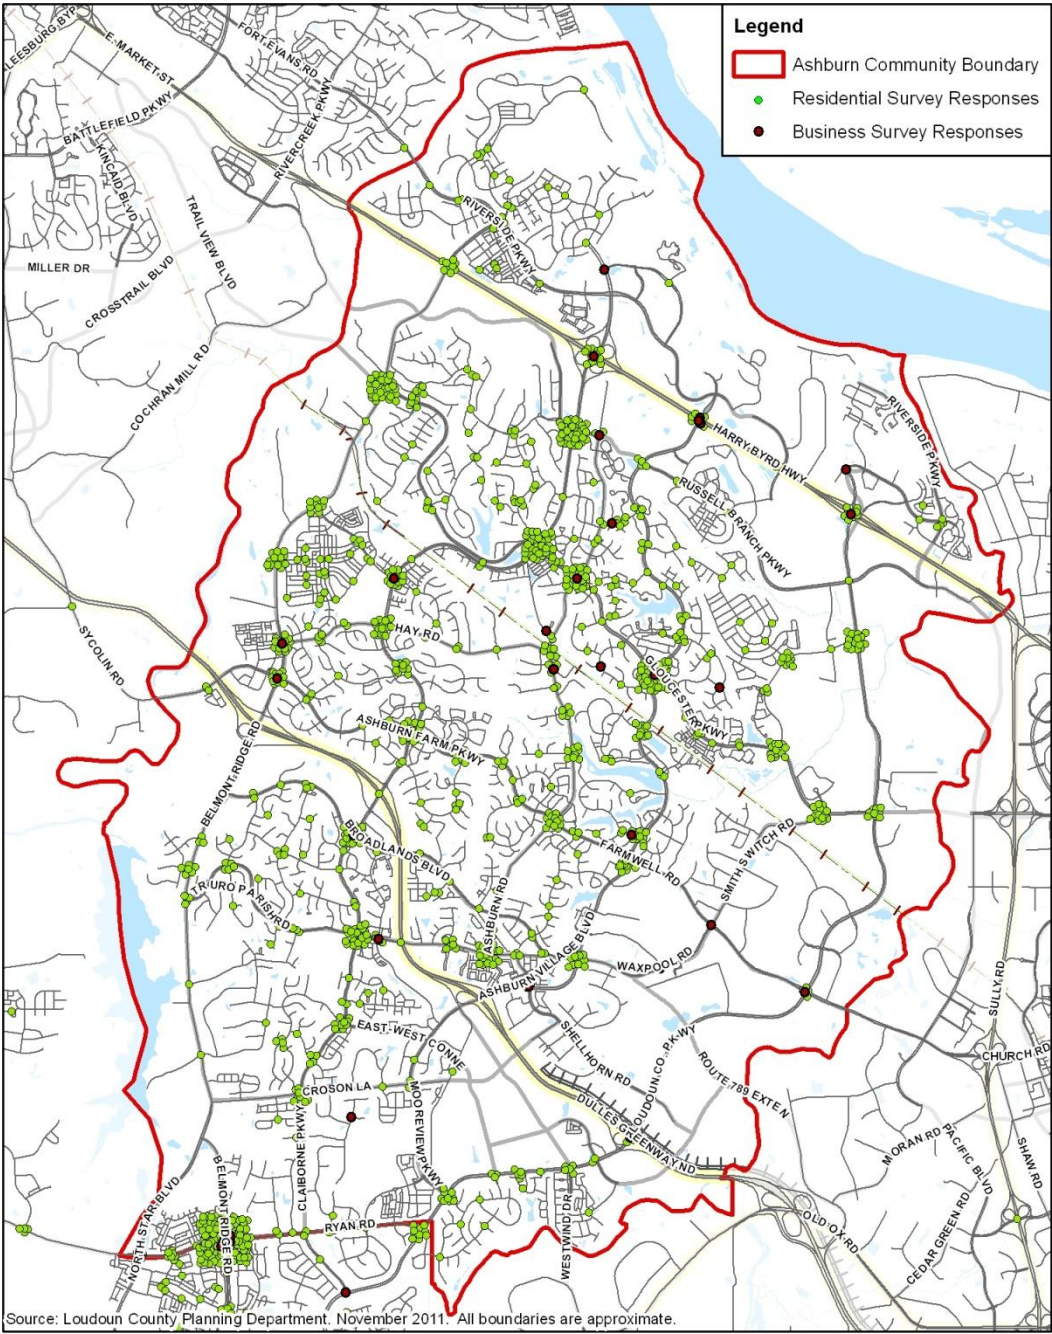 Legend
Ashburn Community Boundary
Residential Survey Responses
Business Survey Responses
LEESBURG BYP
E MARKET ST
FORT EVANS RD
BATTLEFIELD PKWY
RIVERCREEK PKWY
KINCAID BLVD
TRAIL VIEW BLVD
MILLER DR
CROSSTRAIL BLVD
COCHRAN MILL RD
RIVERSIDE PKWY
HARRY BYRD HWY
RIVERSIDE PKWY
RUSSELL BRANCH PKWY
SYCOLIN RD
HAY RD
GLOUCESTER PKWY
ASHBURN FARM PKWY
BELMONT RIDGE RD
BROADLANDS BLVD
FARMWELL RD
SMITH SWITCH RD
TRURO PARISH RD
ASHBURN RD
ASHBURN VILLAGE BLVD
WAXPOOL RD
SULLY RD
EAST-WEST CONNE
SHELLHORN RD
LOUDOUN CO. PKWY
ROUTE 789 EXTEN
CHURCH RD
CROSON LA
CLAIBORNE PKWY
MOOREVIEW PKWY
DULLES GREENWAY ND
MORAN RD
PACIFIC BLVD
SHAW RD
NORTH STAR BLVD
BELMONT RIDGE RD
RYAN RD
WESTWIND DR
OLD OX RD
CEDAR GREEN RD
Source: Loudoun County Planning Department. November 2011. All boundaries are approximate.